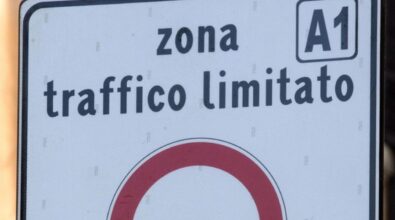 zona A1
traffico limitato